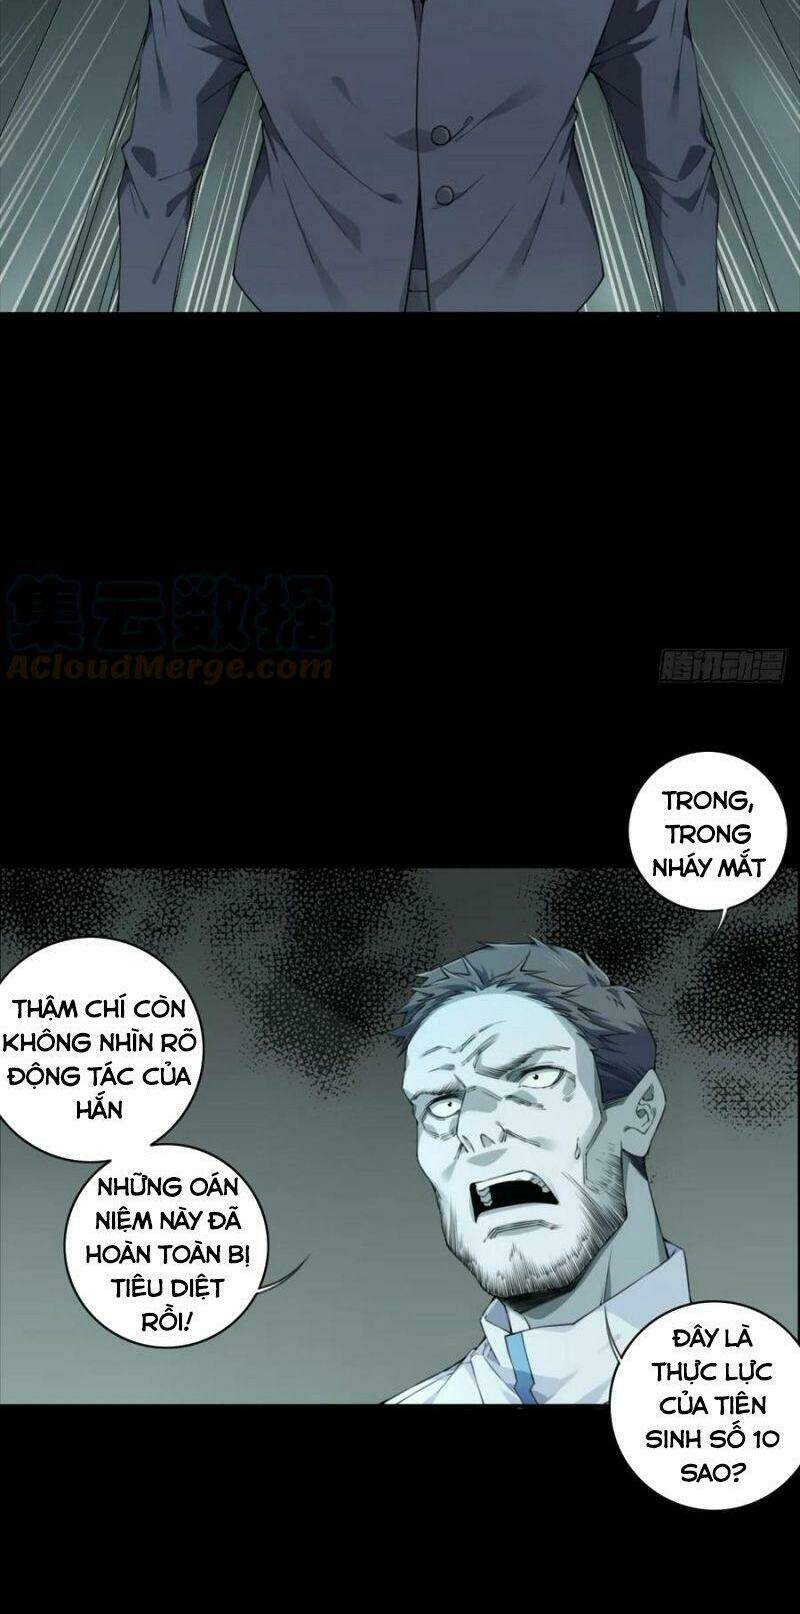 集云数据
ACloudMerge.com
腾讯动漫
TRONG,
TRONG
NHÁY MẮT
THẬM CHÍ CÒN
KHÔNG NHÌN RÕ
ĐỘNG TÁC CỦA
HẮN
NHỮNG OÁN
NIỆM NÀY ĐÃ
HOÀN TOÀN BỊ
TIÊU DIỆT
RỒI!
ĐÂY LÀ
THỰC LỰC
CỦA TIÊN
SINH SỐ 10
SAO?